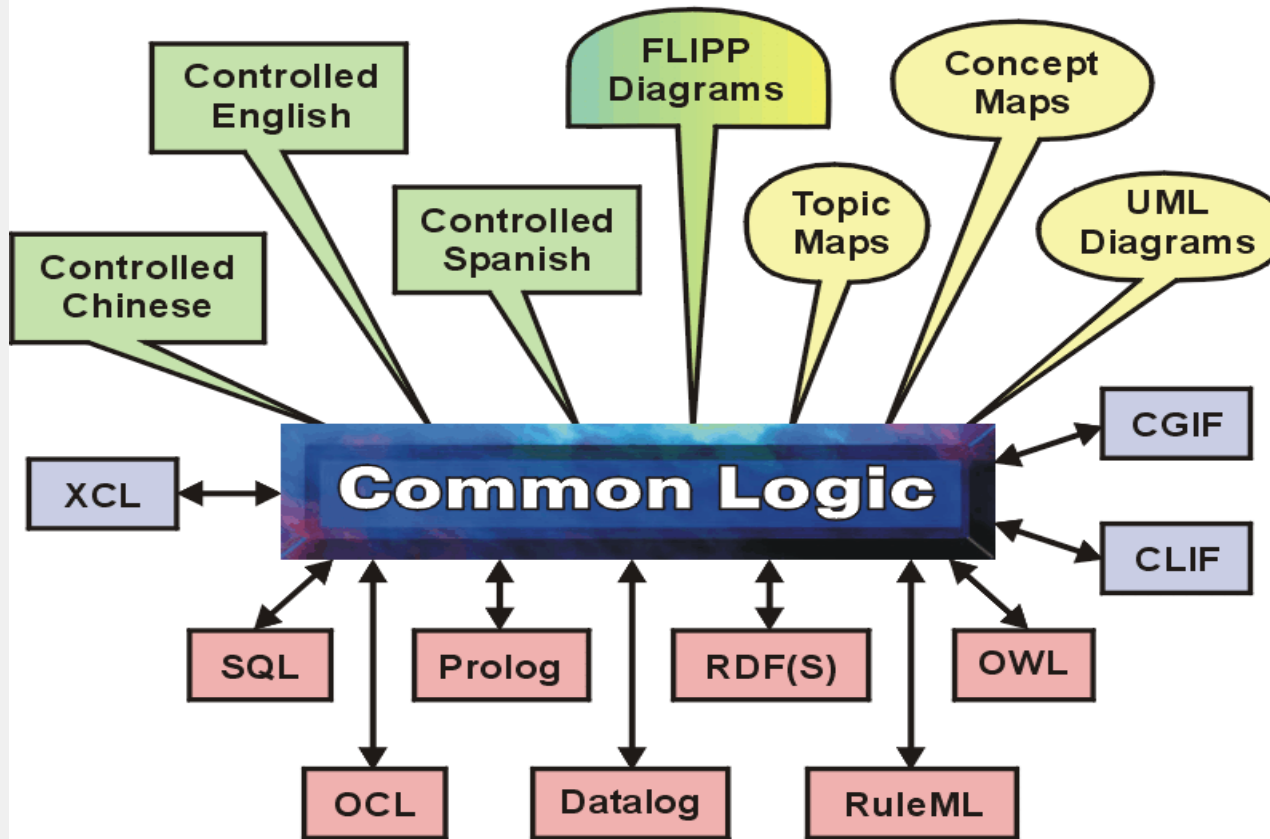 FLIPP
Diagrams
Concept
Maps
Controlled
English
Topic
Maps
UML
Diagrams
Controlled
Spanish
Controlled
Chinese
CGIF
Common Logic
XCL
CLIF
SQL
Prolog
RDF(S)
OWL
OCL
Datalog
RuleML